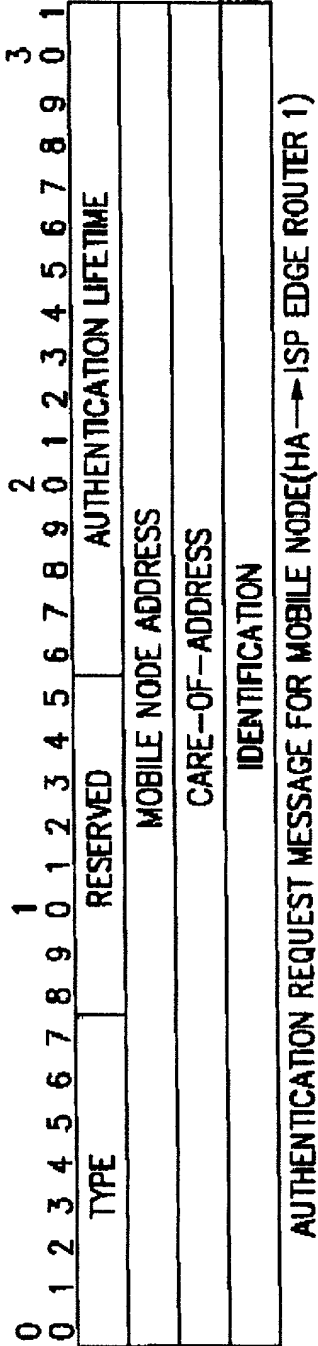 0 1 2 3
0 1 2 3 4 5 6 7 8 9 0 1 2 3 4 5 6 7 8 9 0 1 2 3 4 5 6 7 8 9 0 1
TYPE RESERVED AUTHENTICATION LIFETIME
MOBILE NODE ADDRESS
CARE-OF-ADDRESS
IDENTIFICATION
AUTHENTICATION REQUEST MESSAGE FOR MOBILE NODE(HA→ISP EDGE ROUTER 1)